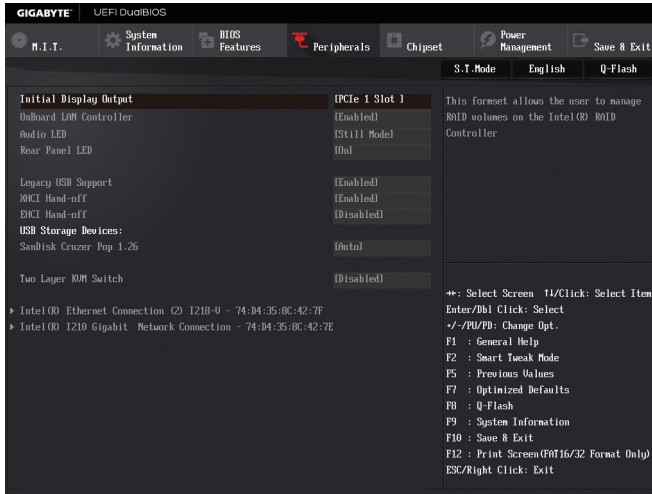 GIGABYTE™ UEFI DualBIOS
M.I.T.
System Information
BIOS Features
Peripherals
Chipset
Power Management
Save & Exit
S.T.Mode English Q-Flash
Initial Display Output [PCIe 1 Slot ]
OnBoard LAN Controller [Enabled]
Audio LED [Still Mode]
Rear Panel LED [On]
Legacy USB Support [Enabled]
XHCI Hand-off [Enabled]
EHCI Hand-off [Disabled]
USB Storage Devices:
SanDisk Cruzer Pop 1.26 [Auto]
Two Layer KVM Switch [Disabled]
Intel(R) Ethernet Connection (2) I218-V - 74:D4:35:8C:42:7F
Intel(R) I210 Gigabit Network Connection - 74:D4:35:8C:42:7E
This formset allows the user to manage
RAID volumes on the Intel(R) RAID
Controller
→←: Select Screen ↑↓/Click: Select Item
Enter/Dbl Click: Select
+/-/PU/PD: Change Opt.
F1 : General Help
F2 : Smart Tweak Mode
F5 : Previous Values
F7 : Optimized Defaults
F8 : Q-Flash
F9 : System Information
F10 : Save & Exit
F12 : Print Screen(FAT16/32 Format Only)
ESC/Right Click: Exit